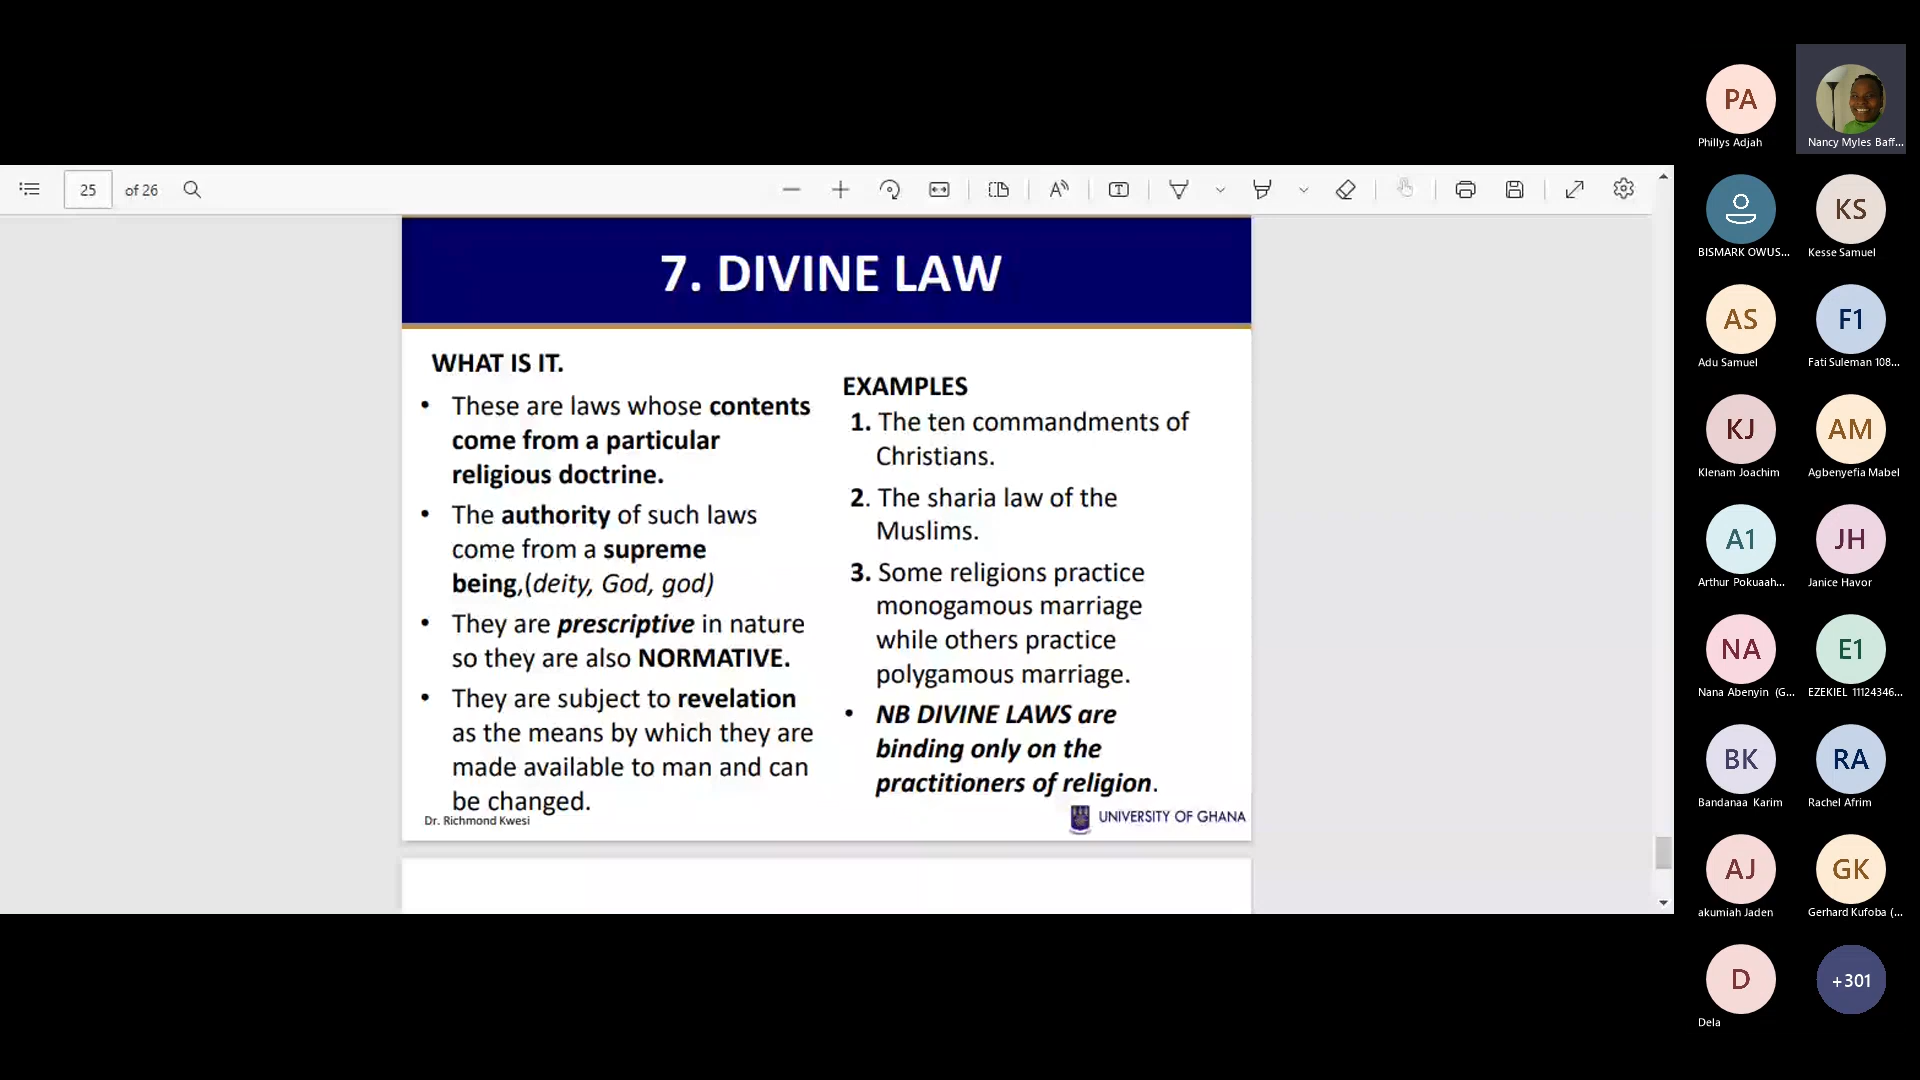 25
of 26
7. DIVINE LAW
WHAT IS IT.
• These are laws whose contents
come from a particular
religious doctrine.
• The authority of such laws
come from a supreme
being,(deity, God, god)
• They are prescriptive in nature
so they are also NORMATIVE.
• They are subject to revelation
as the means by which they are
made available to man and can
be changed.
Dr. Richmond Kwesi
EXAMPLES
1. The ten commandments of
Christians.
2. The sharia law of the
Muslims.
3. Some religions practice
monogamous marriage
while others practice
polygamous marriage.
• NB DIVINE LAWS are
binding only on the
practitioners of religion.
UNIVERSITY OF GHANA
PA
Phillys Adjah
Nancy Myles Baff...
BISMARK OWUS...
KS
Kesse Samuel
AS
Adu Samuel
F1
Fati Suleman 108...
KJ
Klenam Joachim
AM
Agbenyefia Mabel
A1
Arthur Pokuaah...
JH
Janice Havor
NA
Nana Abenyin (G...
E1
EZEKIEL 11124346...
BK
Bandanaa Karim
RA
Rachel Afrim
AJ
akumiah Jaden
GK
Gerhard Kufoba (...
D
Dela
+301